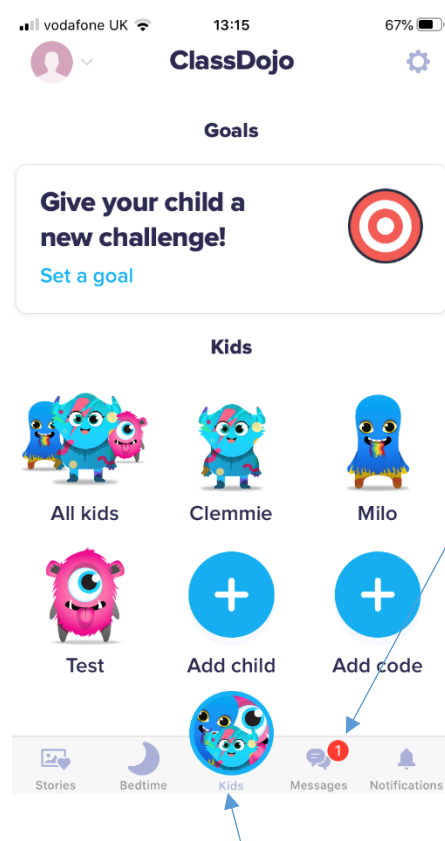 vodafone UK 13:15 67%
ClassDojo
Goals
Give your child a
new challenge!
Set a goal
Kids
All kids Clemmie Milo
Test Add child Add code
1
Stories Bedtime Kids Messages Notifications